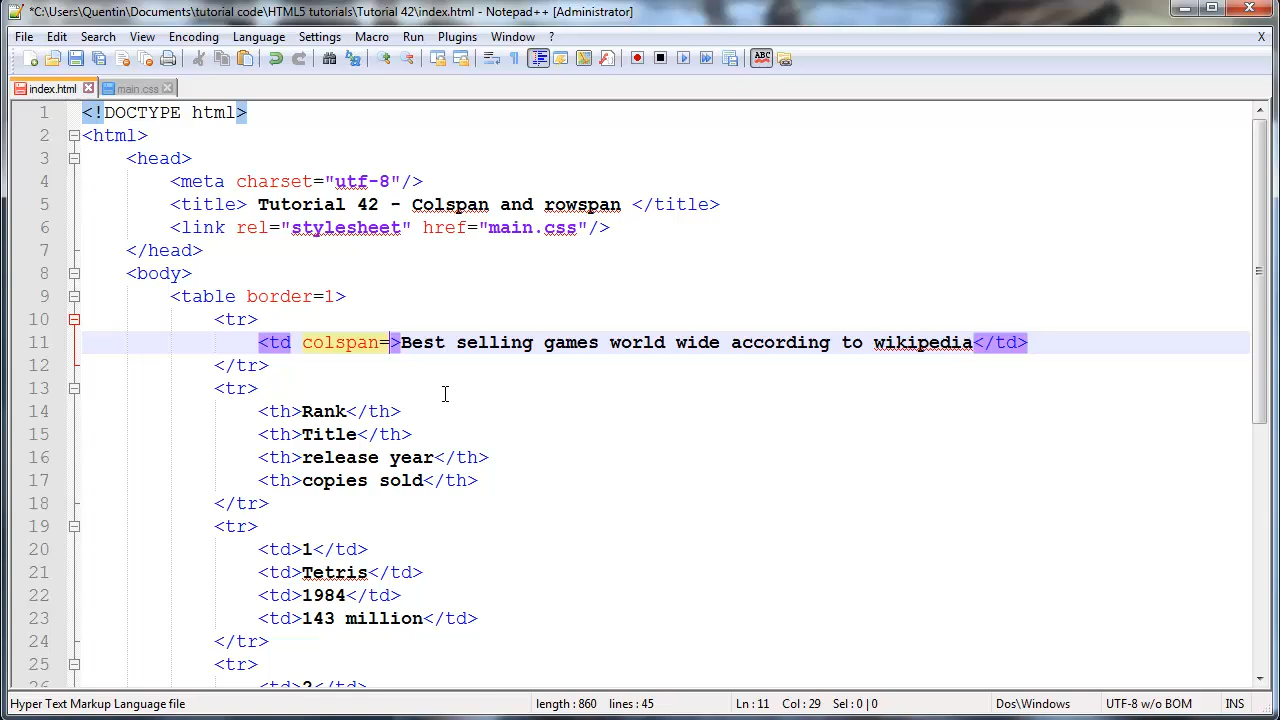 *C:\Users\Quentin\Documents\tutorial code\HTML5 tutorials\Tutorial 42\index.html - Notepad++ [Administrator]
File Edit Search View Encoding Language Settings Macro Run Plugins Window ? X
ABC
index.html main.css
1 <!DOCTYPE html>
2 <html>
3 <head>
4 <meta charset="utf-8"/>
5 <title> Tutorial 42 - Colspan and rowspan </title>
6 <link rel="stylesheet" href="main.css"/>
7 </head>
8 <body>
9 <table border=1>
10 <tr>
11 <td colspan=>Best selling games world wide according to wikipedia</td>
12 </tr>
13 <tr>
14 <th>Rank</th>
15 <th>Title</th>
16 <th>release year</th>
17 <th>copies sold</th>
18 </tr>
19 <tr>
20 <td>1</td>
21 <td>Tetris</td>
22 <td>1984</td>
23 <td>143 million</td>
24 </tr>
25 <tr>
26 <td>2</td>
Hyper Text Markup Language file length : 860 lines : 45 Ln : 11 Col : 29 Sel : 0 | 0 Dos\Windows UTF-8 w/o BOM INS